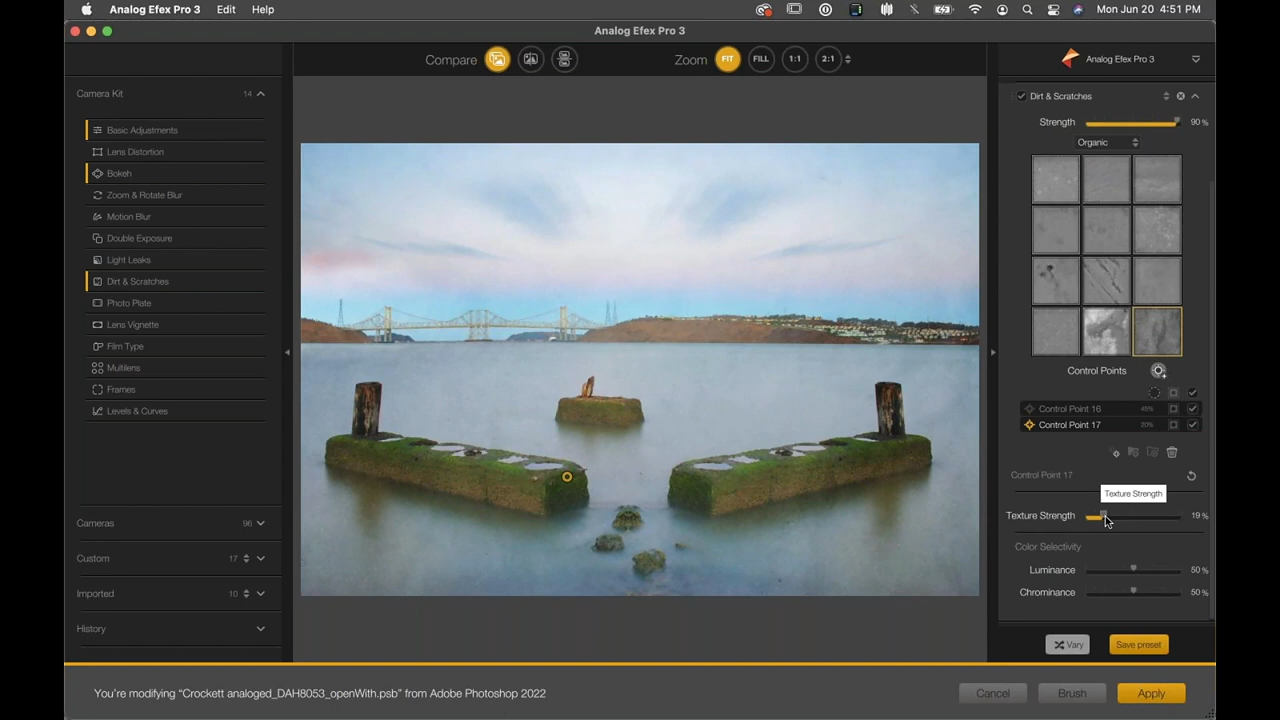 Analog Efex Pro 3 Edit Help
Mon Jun 20 4:51 PM
Analog Efex Pro 3
Compare
Zoom FIT FILL 1:1 2:1
Analog Efex Pro 3
Camera Kit 14
Basic Adjustments
Lens Distortion
Bokeh
Zoom & Rotate Blur
Motion Blur
Double Exposure
Light Leaks
Dirt & Scratches
Photo Plate
Lens Vignette
Film Type
Multilens
Frames
Levels & Curves
Cameras 96
Custom 17
Imported 10
History
Dirt & Scratches
Strength 90 %
Organic
Control Points
Control Point 16 45%
Control Point 17 20%
Control Point 17
Texture Strength
Texture Strength 19 %
Color Selectivity
Luminance 50 %
Chrominance 50 %
Vary Save preset
You're modifying “Crockett analoged_DAH8053_openWith.psb” from Adobe Photoshop 2022
Cancel Brush Apply